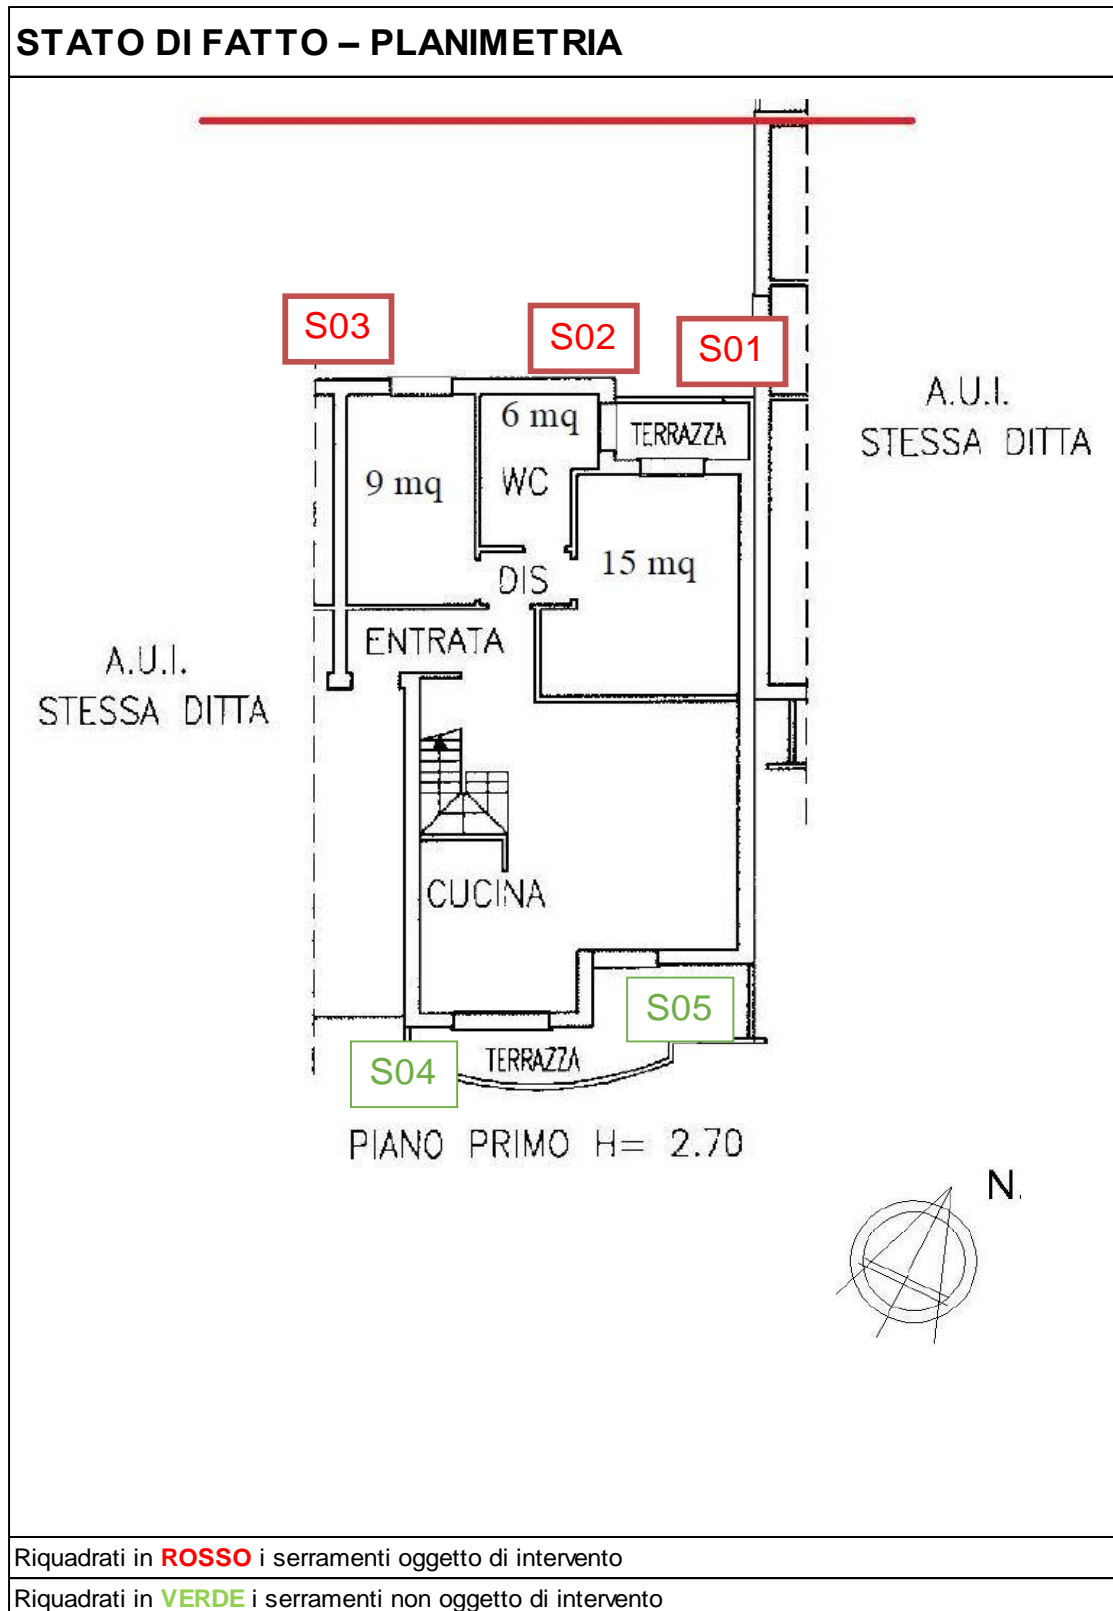 STATO DI FATTO – PLANIMETRIA
S03
S02
S01
A.U.I.
STESSA DITTA
6 mq
TERRAZZA
9 mq
WC
15 mq
DIS
ENTRATA
A.U.I.
STESSA DITTA
CUCINA
S05
S04
TERRAZZA
PIANO PRIMO H= 2.70
N.
Riquadrati in ROSSO i serramenti oggetto di intervento
Riquadrati in VERDE i serramenti non oggetto di intervento